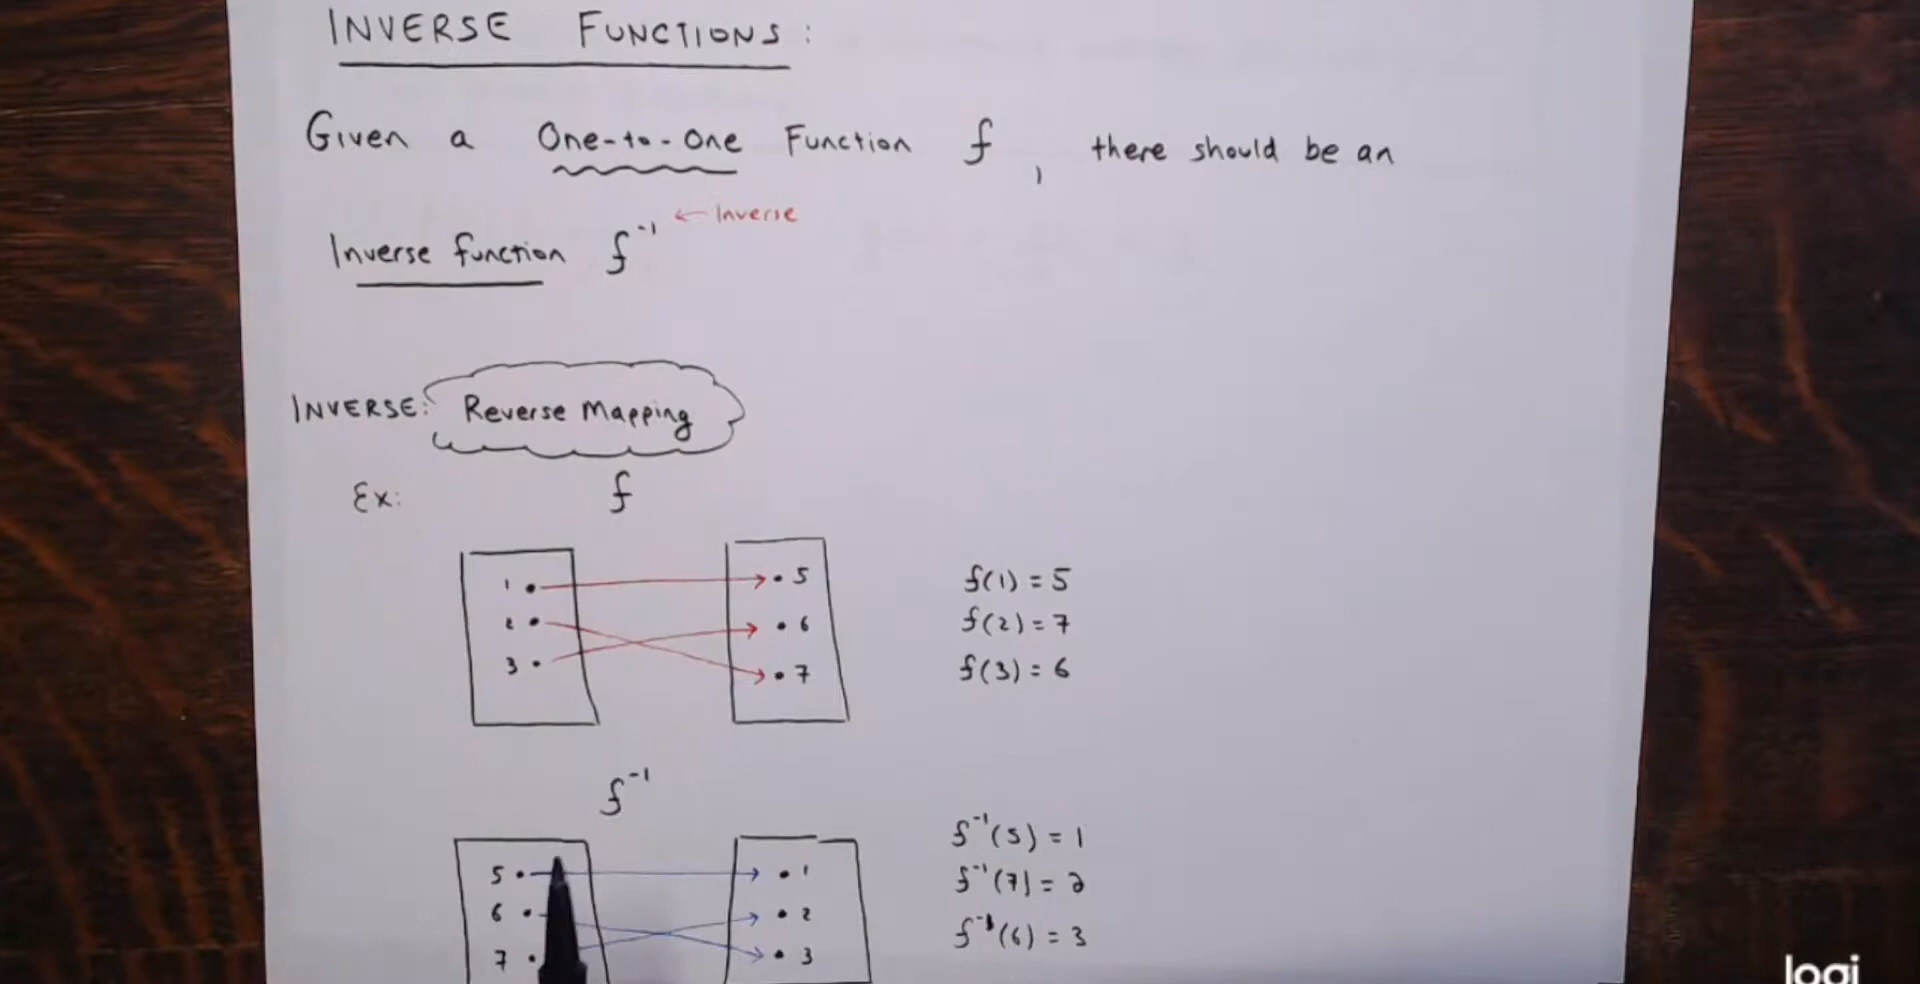 INVERSE FUNCTIONS:
Given a One-to-One Function f, there should be an
← Inverse
Inverse function f⁻¹
INVERSE: Reverse Mapping
Ex: f
1 • • 5
2 • • 6
3 • • 7
f(1) = 5
f(2) = 7
f(3) = 6
f⁻¹
5 • • 1
6 • • 2
7 • • 3
f⁻¹(5) = 1
f⁻¹(7) = 2
f⁻¹(6) = 3
logi